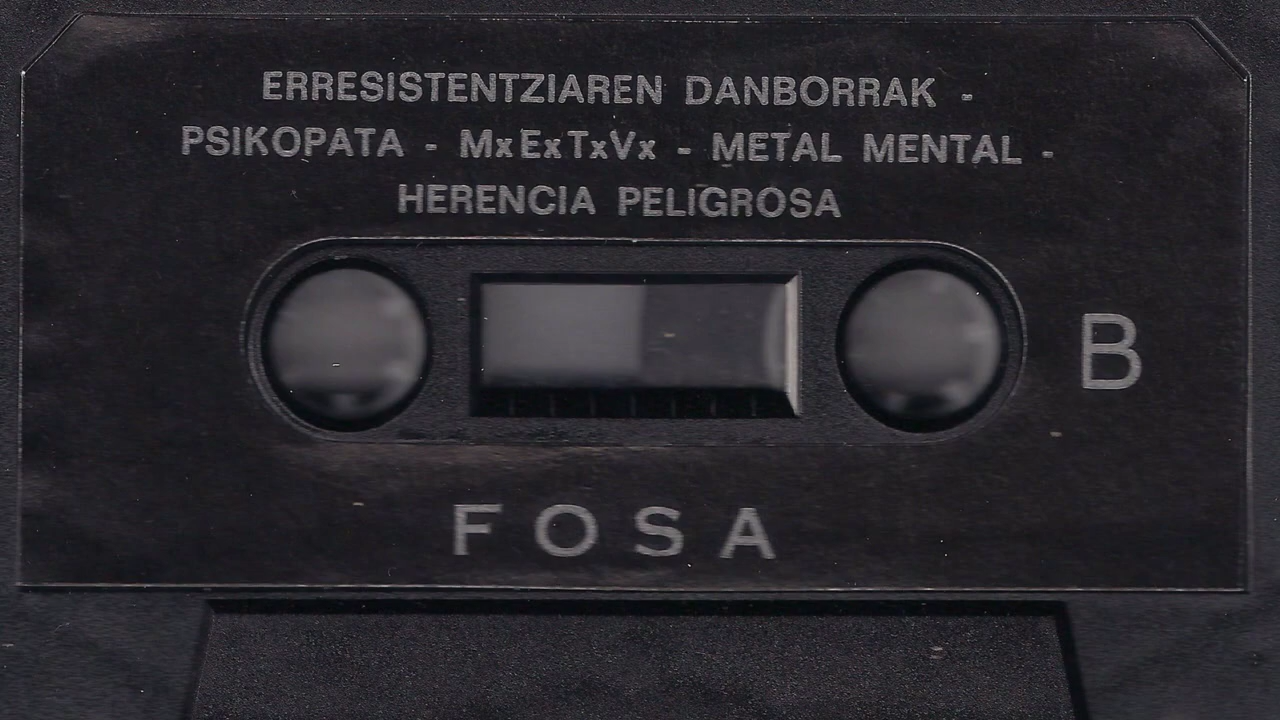 ERRESISTENTZIAREN DANBORRAK -
PSIKOPATA - MxExTxVx - METAL MENTAL -
HERENCIA PELIGROSA
B
FOSA